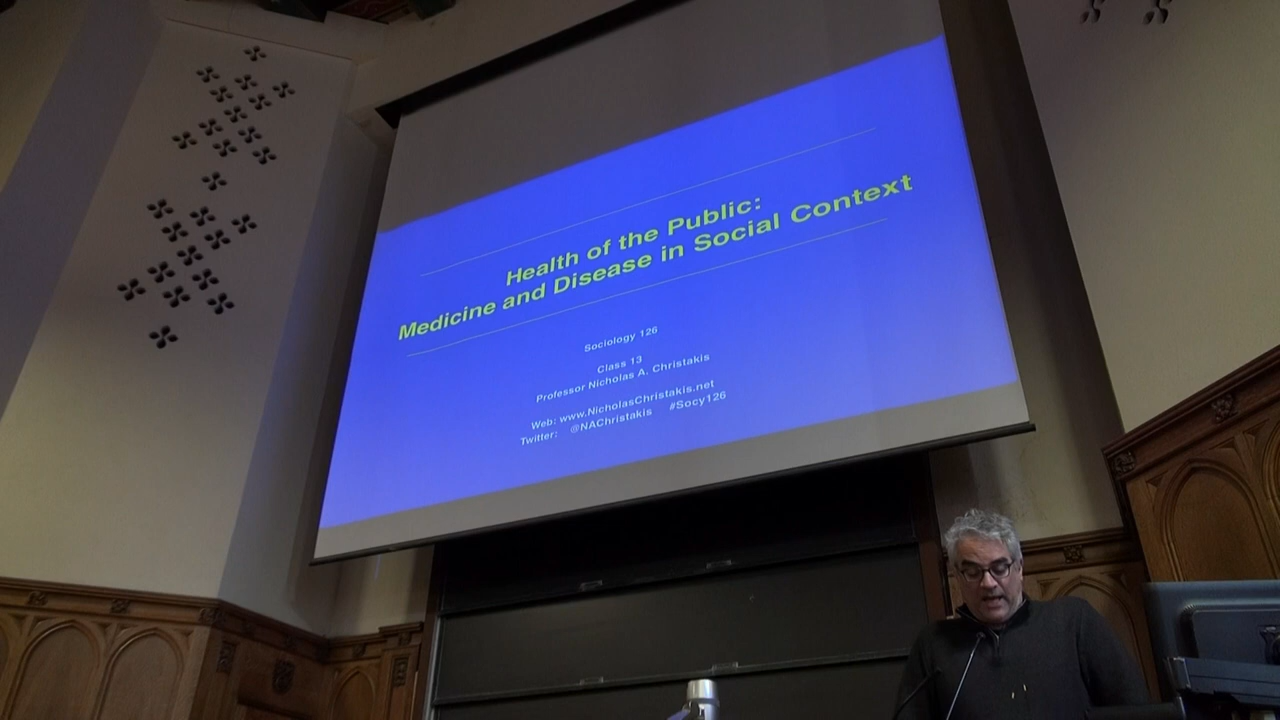 Health of the Public:
Medicine and Disease in Social Context
Sociology 126
Class 13
Professor Nicholas A. Christakis
Web: www.NicholasChristakis.net
Twitter: @NAChristakis #Socy126